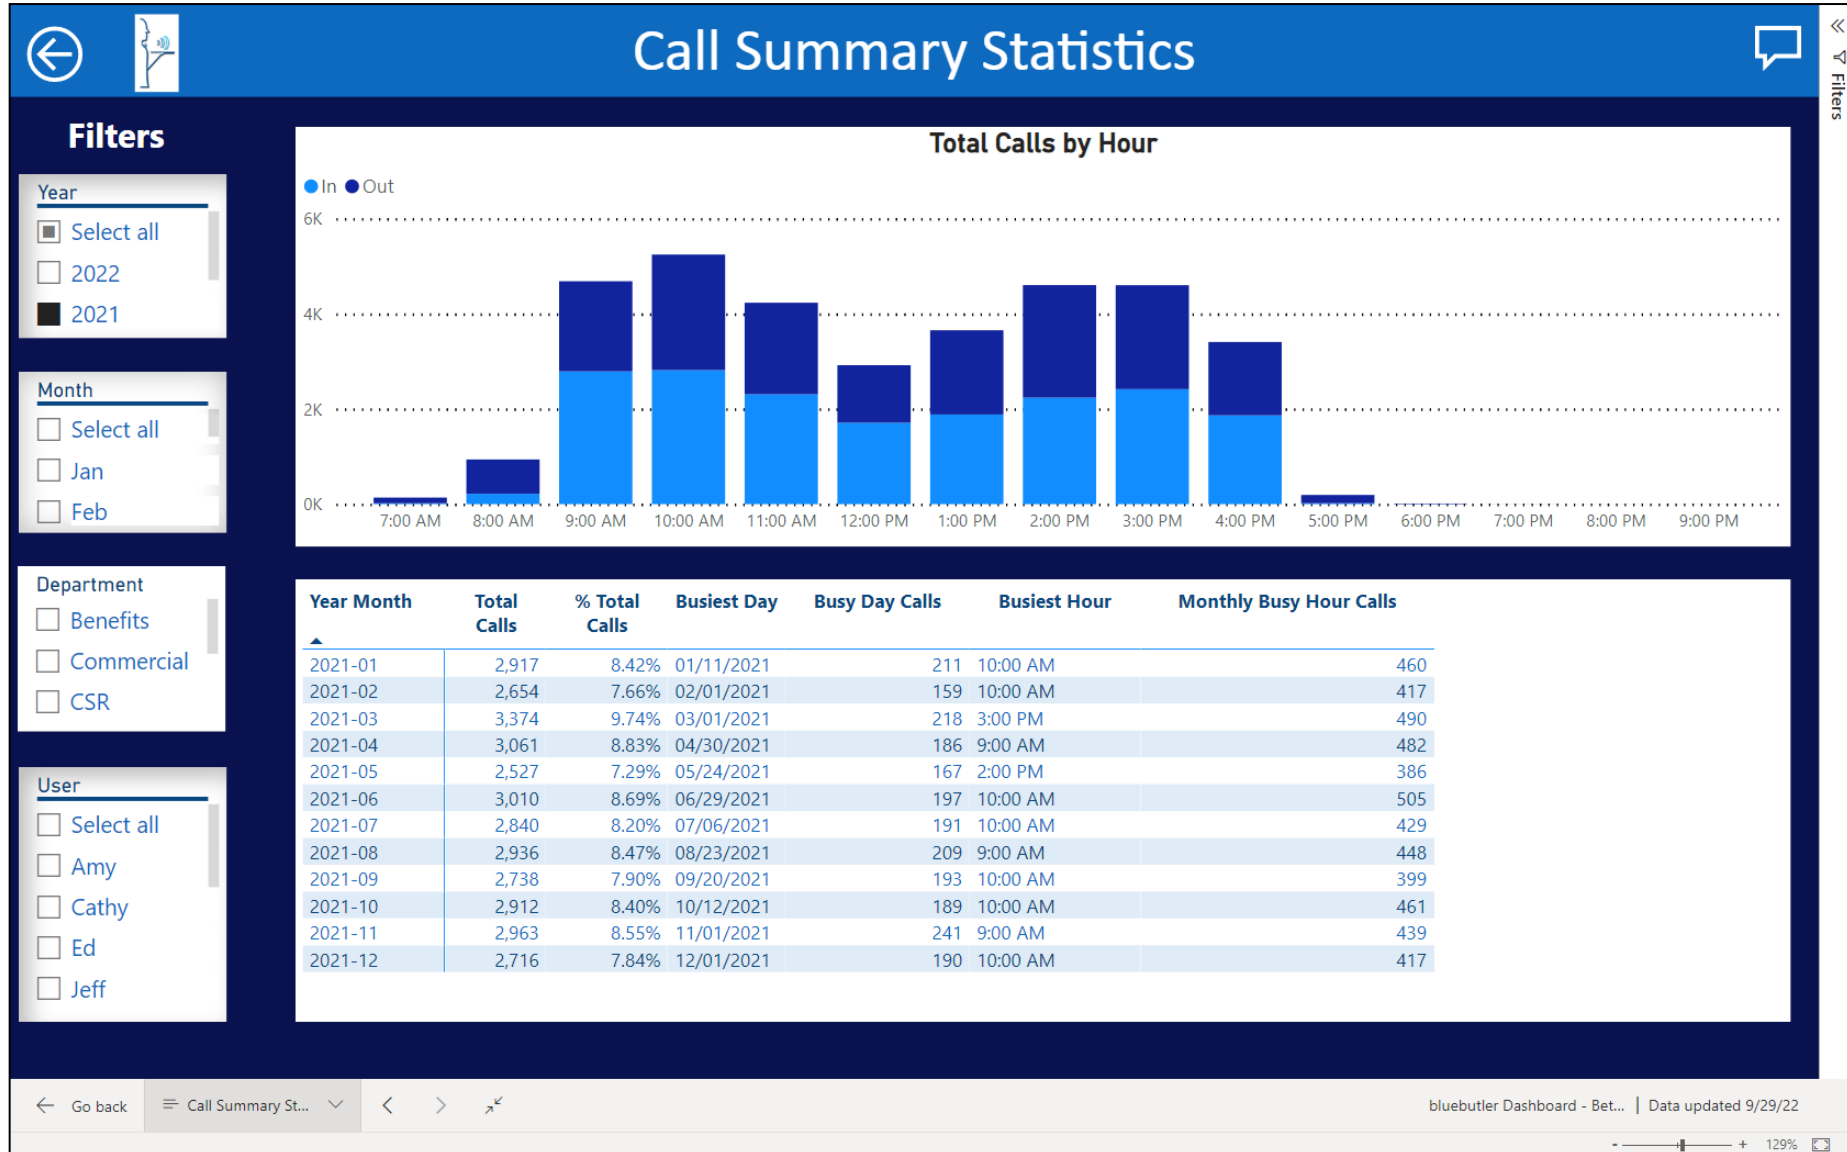 Call Summary Statistics
Filters
Filters
Year
Select all
2022
2021
Month
Select all
Jan
Feb
Department
Benefits
Commercial
CSR
User
Select all
Amy
Cathy
Ed
Jeff
Total Calls by Hour
In Out
6K
4K
2K
0K
7:00 AM 8:00 AM 9:00 AM 10:00 AM 11:00 AM 12:00 PM 1:00 PM 2:00 PM 3:00 PM 4:00 PM 5:00 PM 6:00 PM 7:00 PM 8:00 PM 9:00 PM
Year Month Total Calls % Total Calls Busiest Day Busy Day Calls Busiest Hour Monthly Busy Hour Calls
2021-01 2,917 8.42% 01/11/2021 211 10:00 AM 460
2021-02 2,654 7.66% 02/01/2021 159 10:00 AM 417
2021-03 3,374 9.74% 03/01/2021 218 3:00 PM 490
2021-04 3,061 8.83% 04/30/2021 186 9:00 AM 482
2021-05 2,527 7.29% 05/24/2021 167 2:00 PM 386
2021-06 3,010 8.69% 06/29/2021 197 10:00 AM 505
2021-07 2,840 8.20% 07/06/2021 191 10:00 AM 429
2021-08 2,936 8.47% 08/23/2021 209 9:00 AM 448
2021-09 2,738 7.90% 09/20/2021 193 10:00 AM 399
2021-10 2,912 8.40% 10/12/2021 189 10:00 AM 461
2021-11 2,963 8.55% 11/01/2021 241 9:00 AM 439
2021-12 2,716 7.84% 12/01/2021 190 10:00 AM 417
Go back Call Summary St... bluebutler Dashboard - Bet... | Data updated 9/29/22
- + 129%